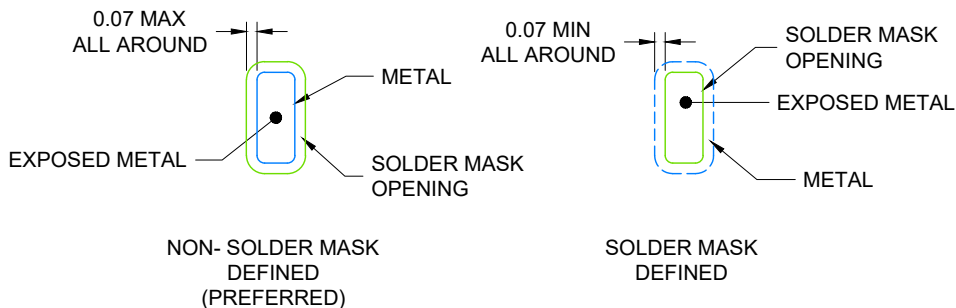 0.07 MAX
ALL AROUND
METAL
EXPOSED METAL
SOLDER MASK
OPENING
NON- SOLDER MASK
DEFINED
(PREFERRED)
0.07 MIN
ALL AROUND
SOLDER MASK
OPENING
EXPOSED METAL
METAL
SOLDER MASK
DEFINED